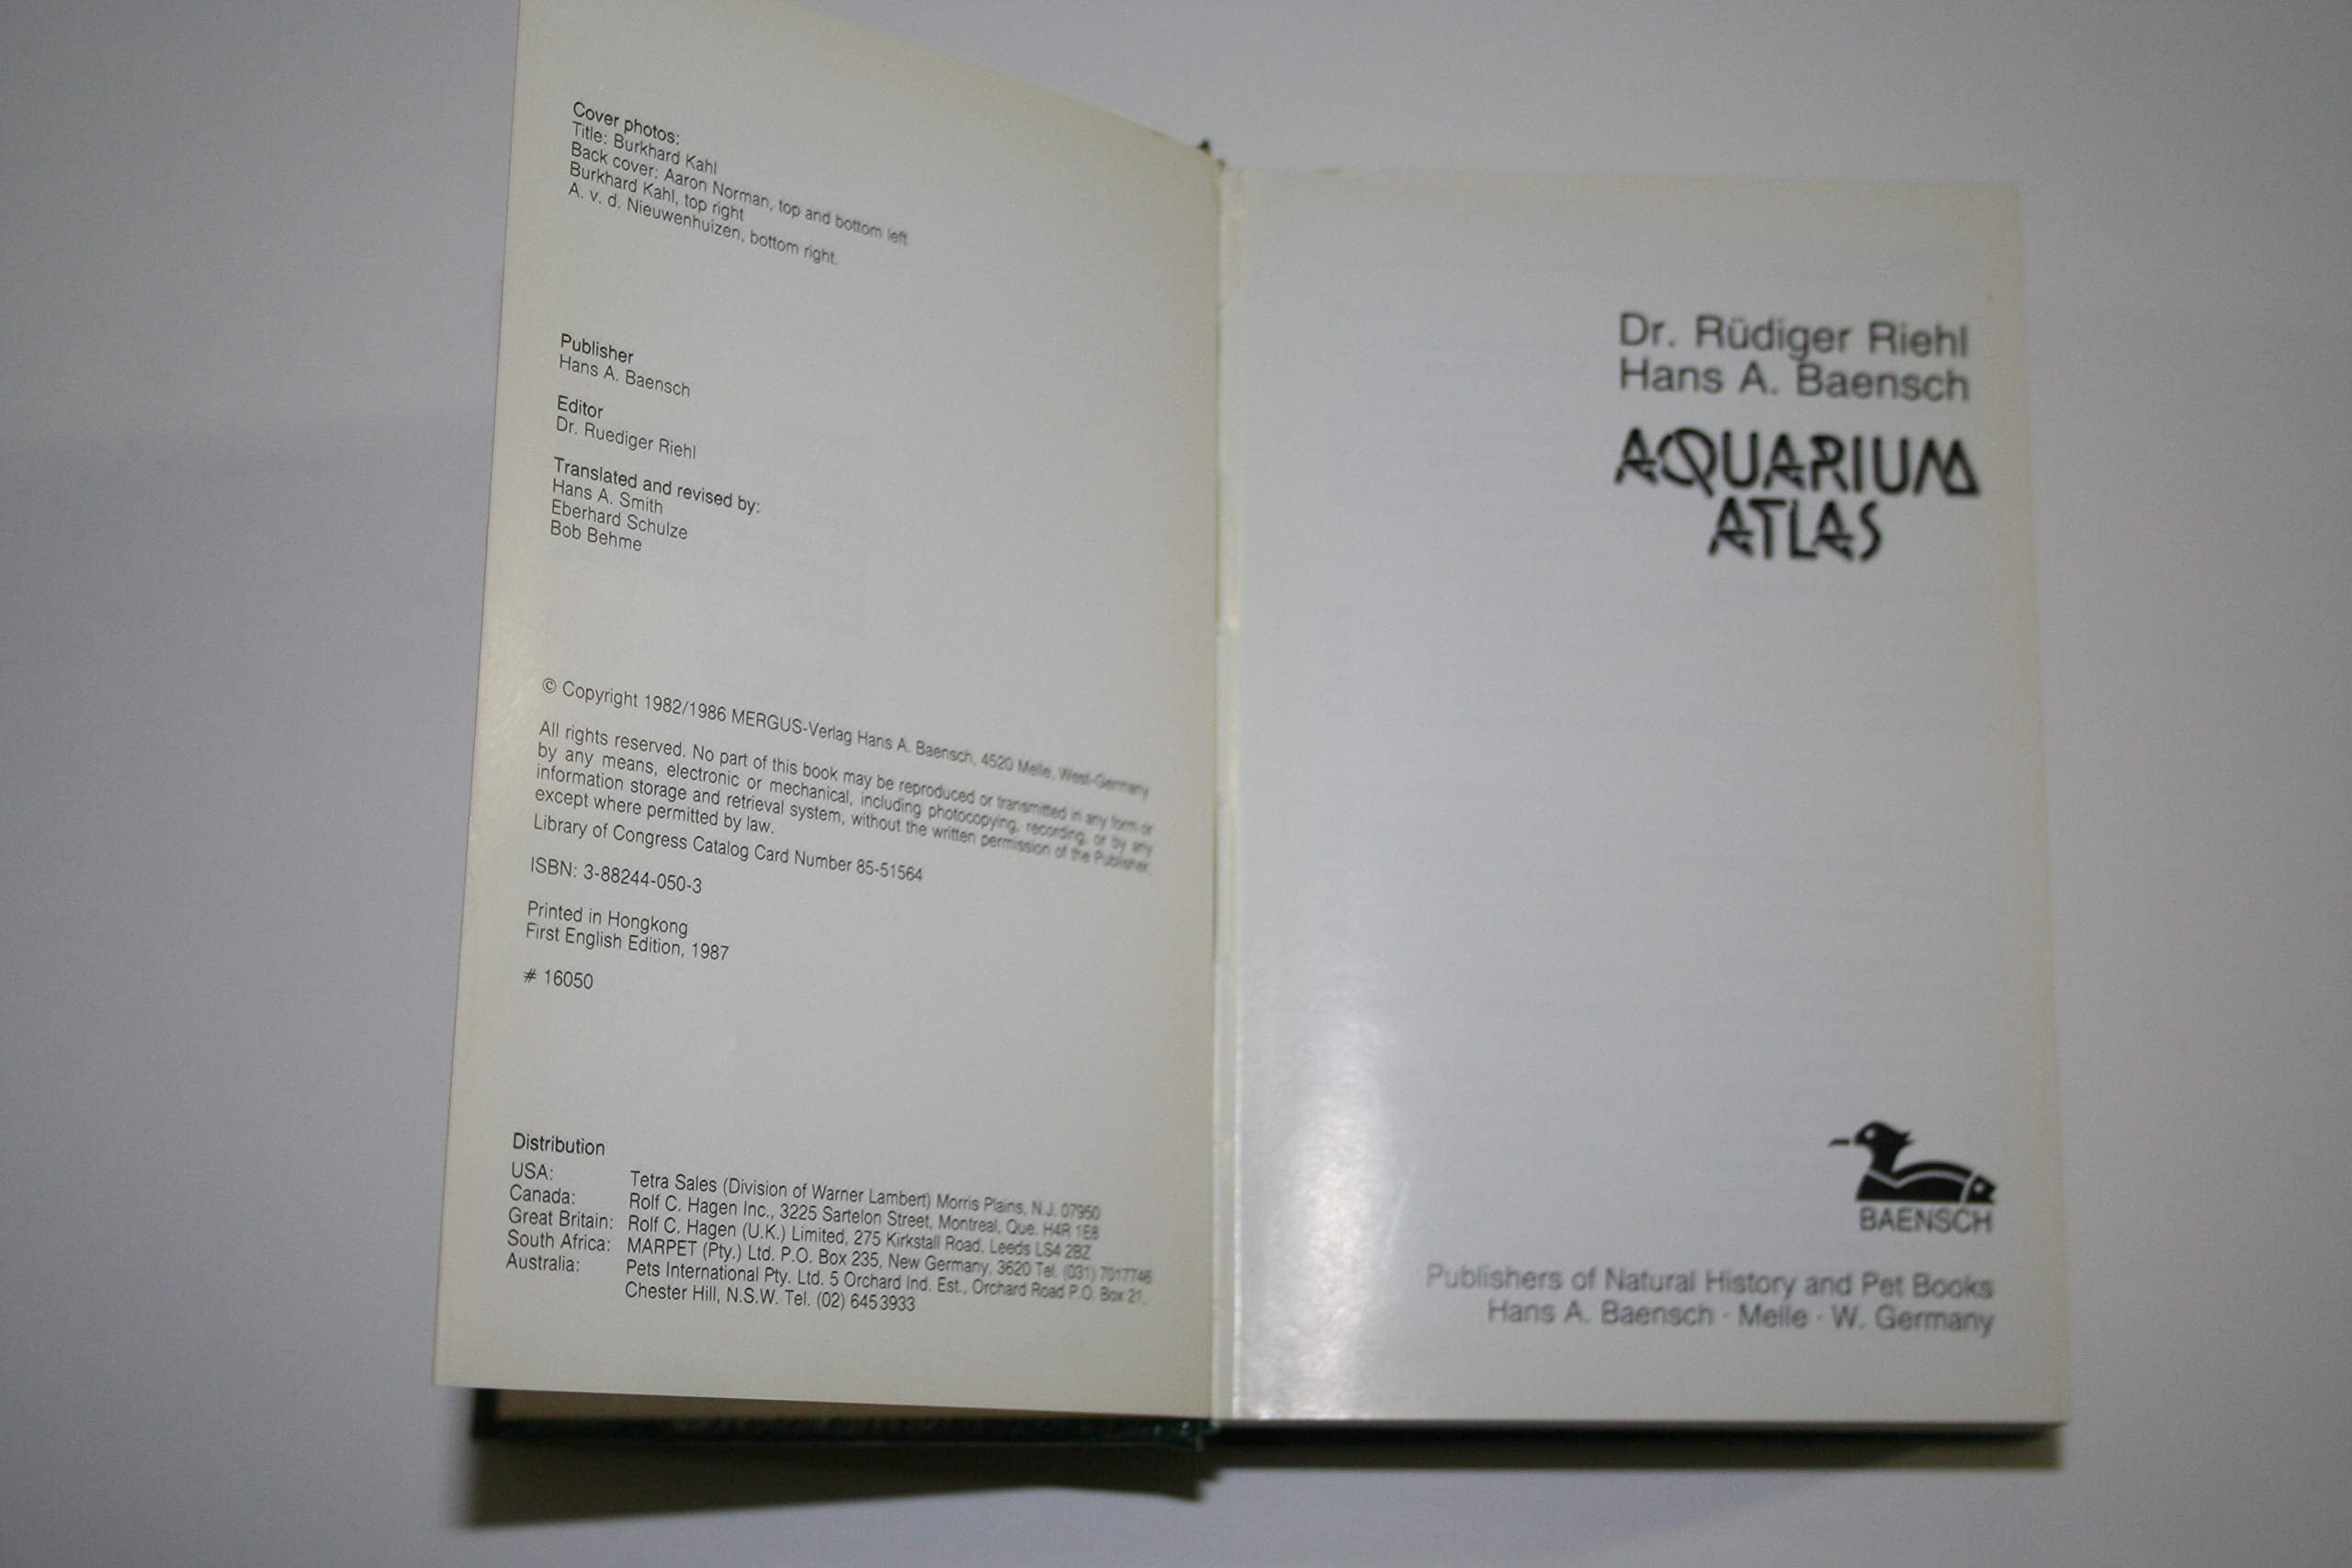 Cover photos:
Title: Burkhard Kahl
Back cover: Aaron Norman, top and bottom left
Burkhard Kahl, top right
A. v. d. Nieuwenhuizen, bottom right.
Publisher
Hans A. Baensch
Editor
Dr. Ruediger Riehl
Translated and revised by:
Hans A. Smith
Eberhard Schulze
Bob Behme
© Copyright 1982/1986 MERGUS-Verlag Hans A. Baensch, 4520 Melle, West-Germany
All rights reserved. No part of this book may be reproduced or transmitted in any form or
by any means, electronic or mechanical, including photocopying, recording, or by any
information storage and retrieval system, without the written permission of the Publisher,
except where permitted by law.
Library of Congress Catalog Card Number 85-51564
ISBN: 3-88244-050-3
Printed in Hongkong
First English Edition, 1987
# 16050
Distribution
USA: Tetra Sales (Division of Warner Lambert) Morris Plains, N.J. 07950
Canada: Rolf C. Hagen Inc., 3225 Sartelon Street, Montreal, Que. H4R 1E8
Great Britain: Rolf C. Hagen (U.K.) Limited, 275 Kirkstall Road, Leeds LS4 2BZ
South Africa: MARPET (Pty.) Ltd. P.O. Box 235, New Germany, 3620 Tel. (031) 7017746
Australia: Pets International Pty. Ltd. 5 Orchard Ind. Est., Orchard Road P.O. Box 21,
Chester Hill, N.S.W. Tel. (02) 6453933
Dr. Rüdiger Riehl
Hans A. Baensch
AQUARIUM
ATLAS
BAENSCH
Publishers of Natural History and Pet Books
Hans A. Baensch · Melle · W. Germany